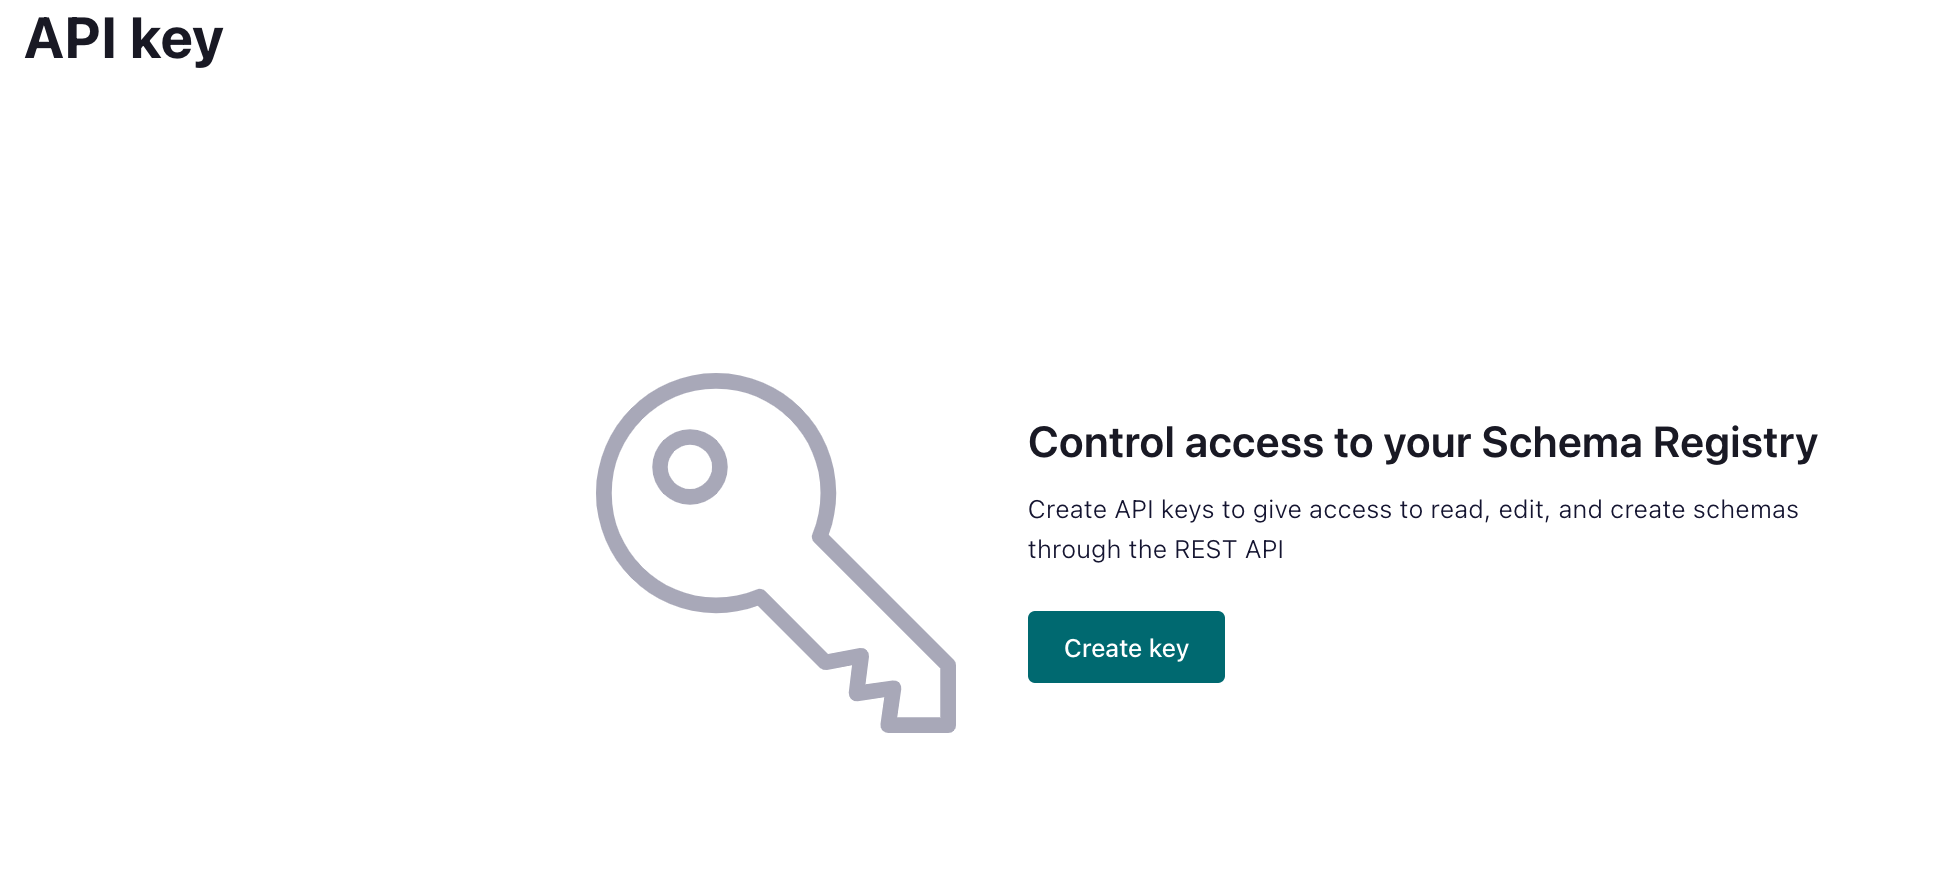 API key
Control access to your Schema Registry
Create API keys to give access to read, edit, and create schemas
through the REST API
Create key